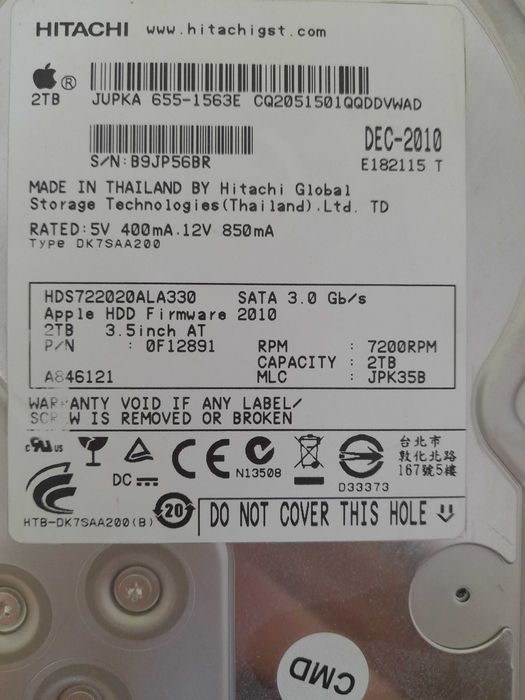 HITACHI www.hitachigst.com
®
2TB JUPKA 655-1563E CQ2051501QQDDVWAD
DEC-2010
S/N:B9JP56BR E182115 T
MADE IN THAILAND BY Hitachi Global
Storage Technologies(Thailand).Ltd. TD
RATED:5V 400mA.12V 850mA
Type DK7SAA200
HDS722020ALA330 SATA 3.0 Gb/s
Apple HDD Firmware 2010
2TB 3.5inch AT
P/N : 0F12891 RPM : 7200RPM
CAPACITY : 2TB
A846121 MLC : JPK35B
WARRANTY VOID IF ANY LABEL/
SCREW IS REMOVED OR BROKEN
c RU US
DC
CE
N13508
D33373
台北市
敦化北路
167號5樓
HTB-DK7SAA200(B)
20
DO NOT COVER THIS HOLE
CMD